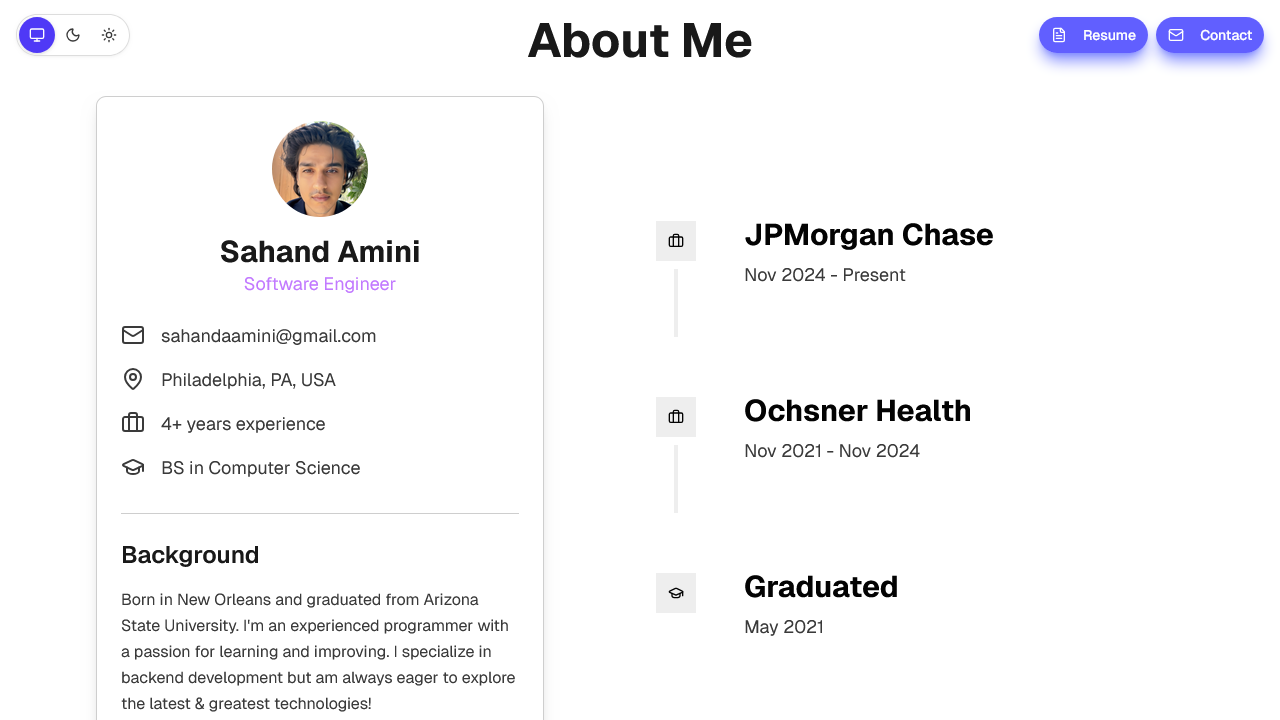 About Me
Resume
Contact
Sahand Amini
Software Engineer
sahandaamini@gmail.com
Philadelphia, PA, USA
4+ years experience
BS in Computer Science
Background
Born in New Orleans and graduated from Arizona
State University. I'm an experienced programmer with
a passion for learning and improving. I specialize in
backend development but am always eager to explore
the latest & greatest technologies!
JPMorgan Chase
Nov 2024 - Present
Ochsner Health
Nov 2021 - Nov 2024
Graduated
May 2021